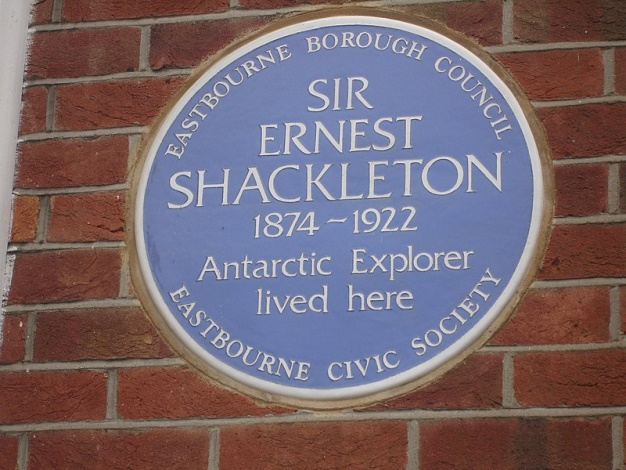 EASTBOURNE BOROUGH COUNCIL
SIR
ERNEST
SHACKLETON
1874 ~ 1922
Antarctic Explorer
lived here
EASTBOURNE CIVIC SOCIETY